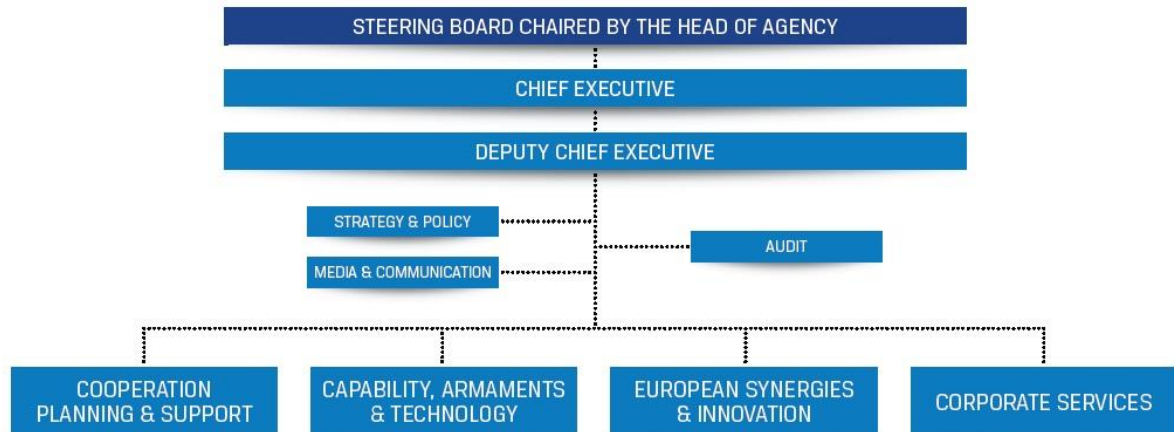 STEERING BOARD CHAIRED BY THE HEAD OF AGENCY
CHIEF EXECUTIVE
DEPUTY CHIEF EXECUTIVE
STRATEGY & POLICY
AUDIT
MEDIA & COMMUNICATION
COOPERATION
PLANNING & SUPPORT
CAPABILITY, ARMAMENTS
& TECHNOLOGY
EUROPEAN SYNERGIES
& INNOVATION
CORPORATE SERVICES